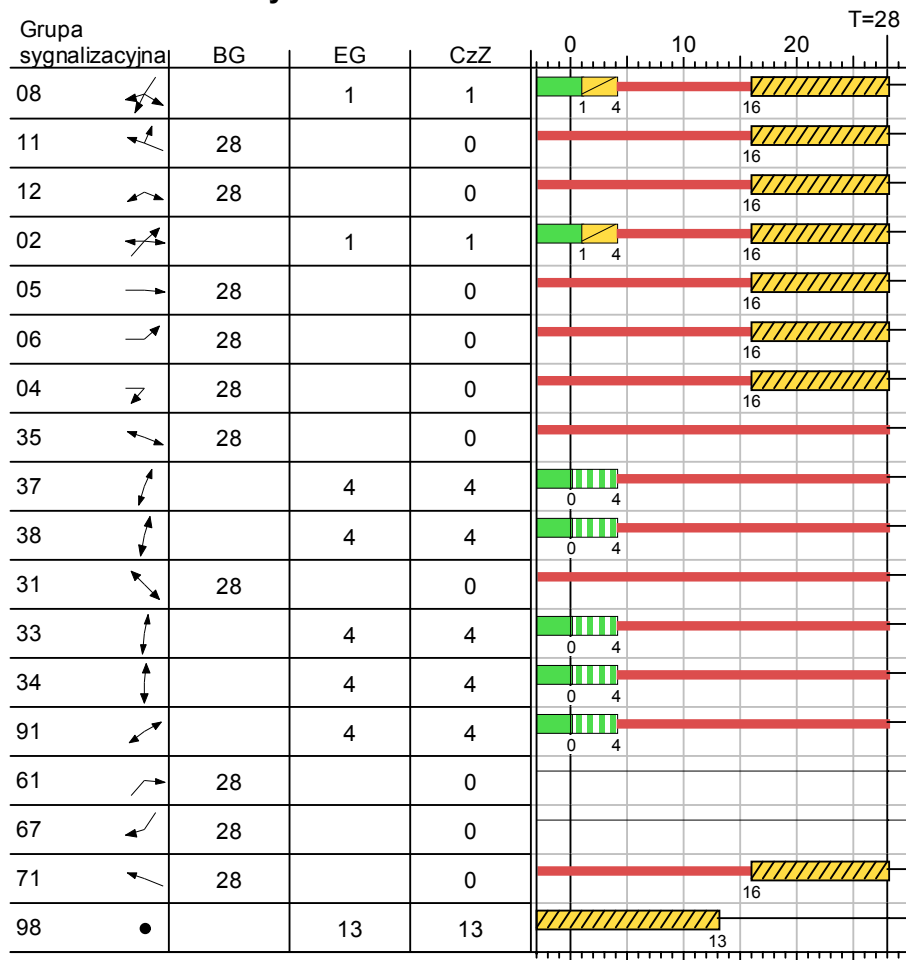 T=28
Grupa
sygnalizacyjna BG EG CzZ 0 10 20
08 1 1 1 4 16
11 28 0 16
12 28 0 16
02 1 1 1 4 16
05 28 0 16
06 28 0 16
04 28 0 16
35 28 0
37 4 4 0 4
38 4 4 0 4
31 28 0
33 4 4 0 4
34 4 4 0 4
91 4 4 0 4
61 28 0
67 28 0
71 28 0 16
98 13 13 13